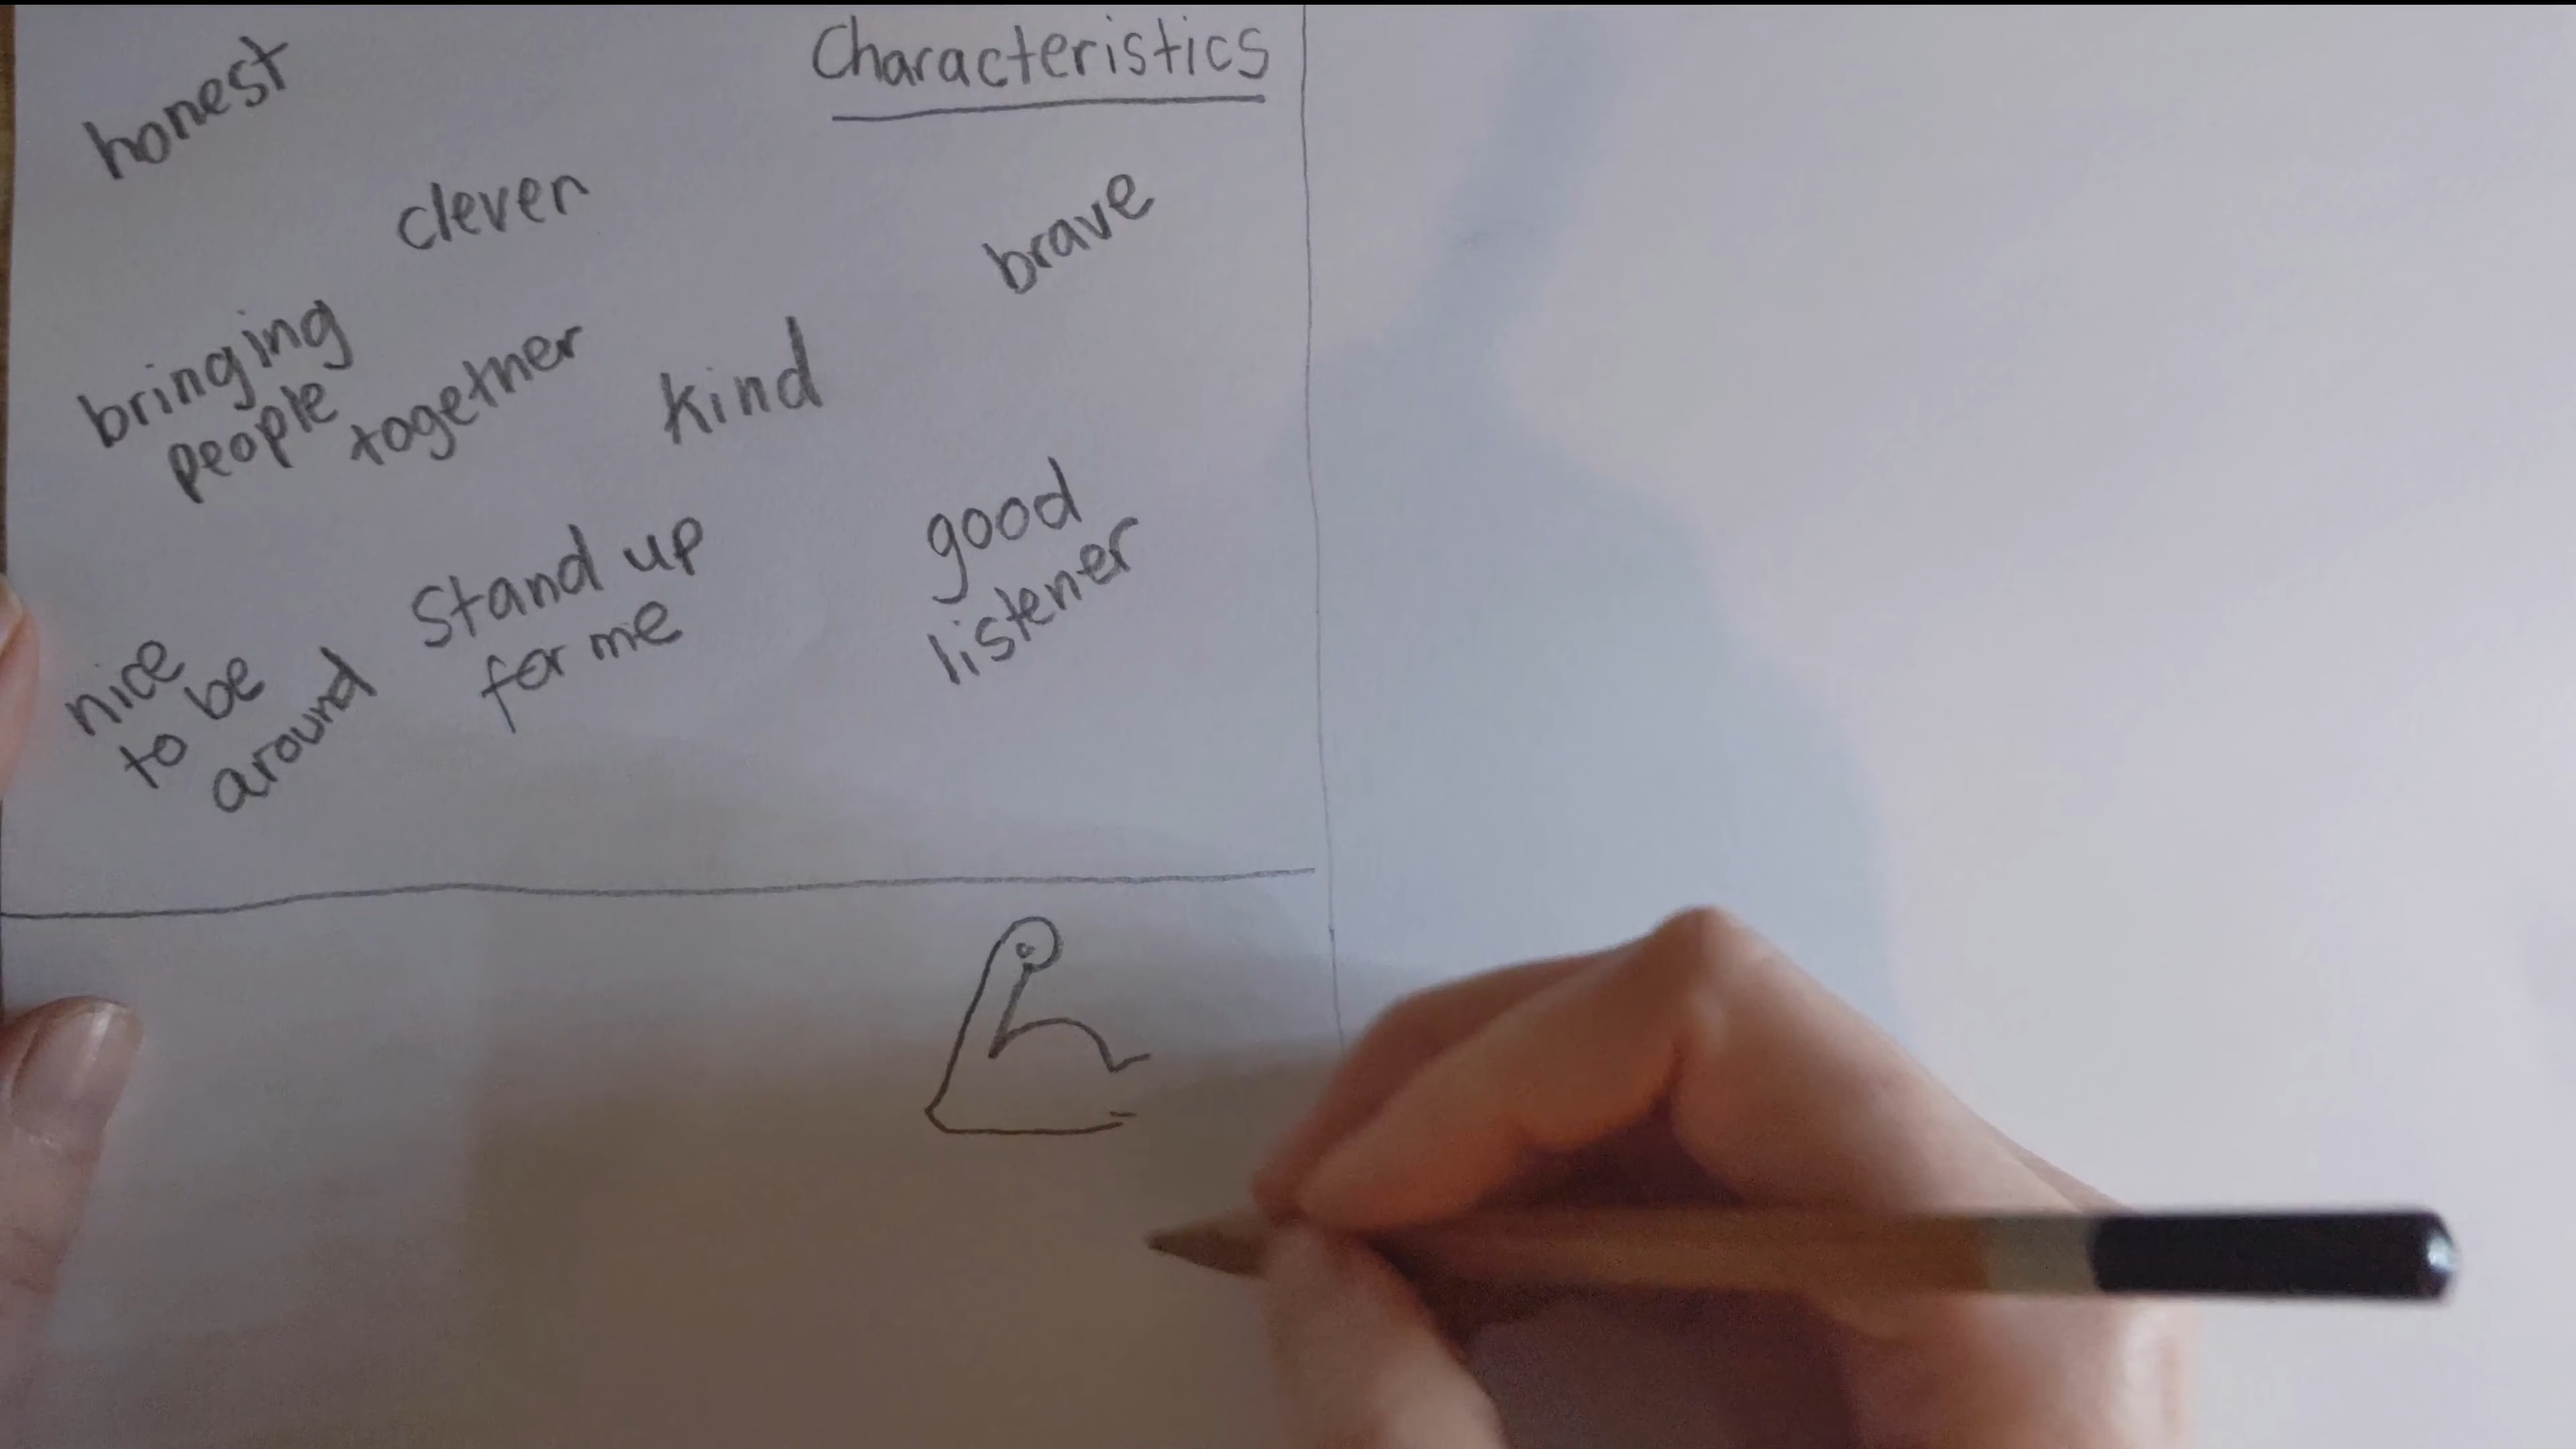 Characteristics
honest
clever
brave
bringing
people
together
kind
Stand up
for me
good
listener
nice
to be
around